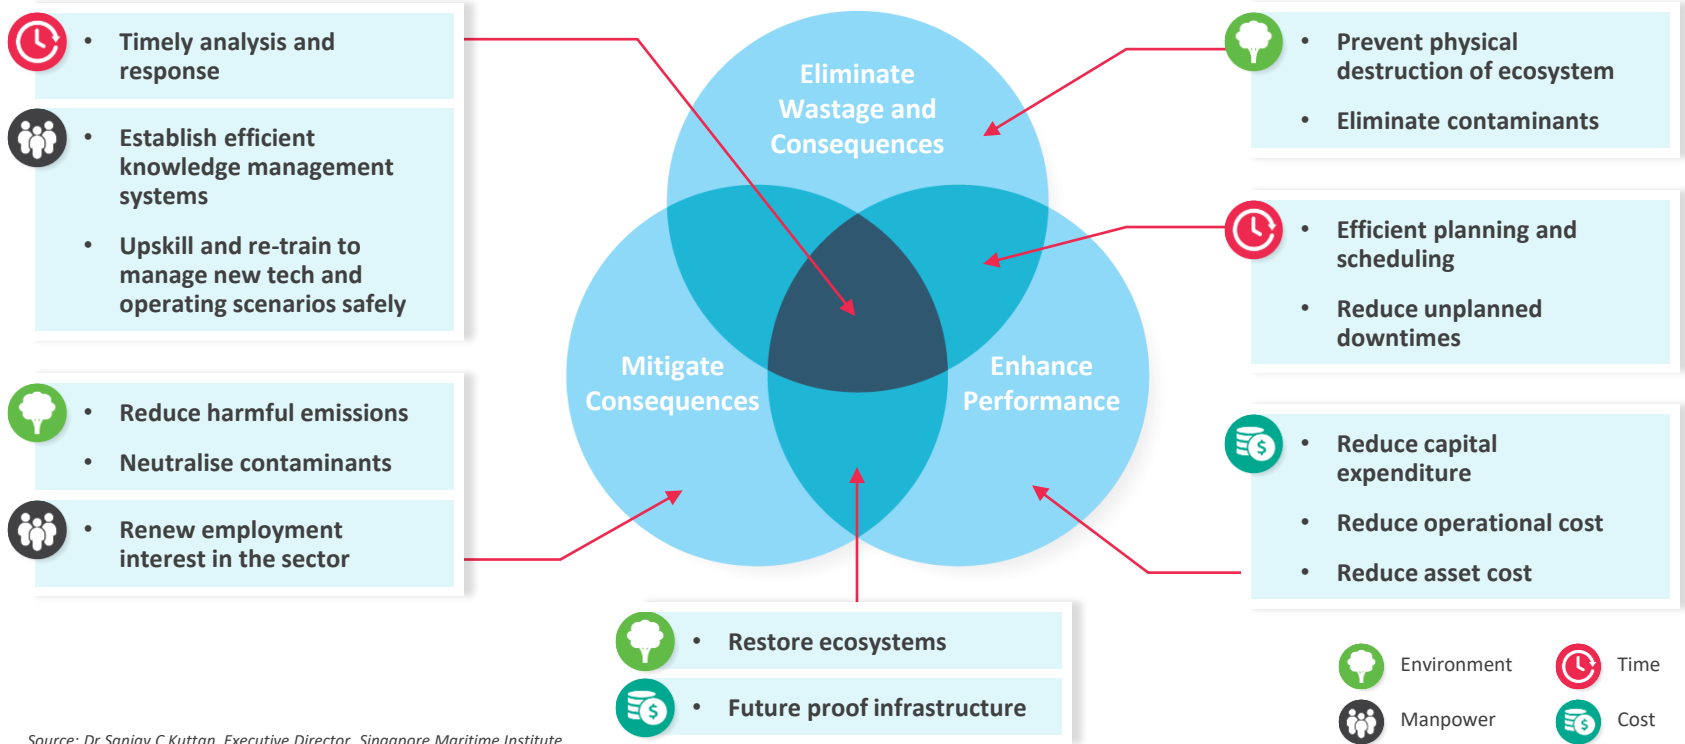 • Timely analysis and
response
• Establish efficient
knowledge management
systems
• Upskill and re-train to
manage new tech and
operating scenarios safely
• Reduce harmful emissions
• Neutralise contaminants
• Renew employment
interest in the sector
Eliminate
Wastage and
Consequences
Mitigate
Consequences
Enhance
Performance
• Prevent physical
destruction of ecosystem
• Eliminate contaminants
• Efficient planning and
scheduling
• Reduce unplanned
downtimes
• Reduce capital
expenditure
• Reduce operational cost
• Reduce asset cost
• Restore ecosystems
• Future proof infrastructure
Environment
Time
Manpower
Cost
Source: Dr Sanjay C Kuttan, Executive Director, Singapore Maritime Institute